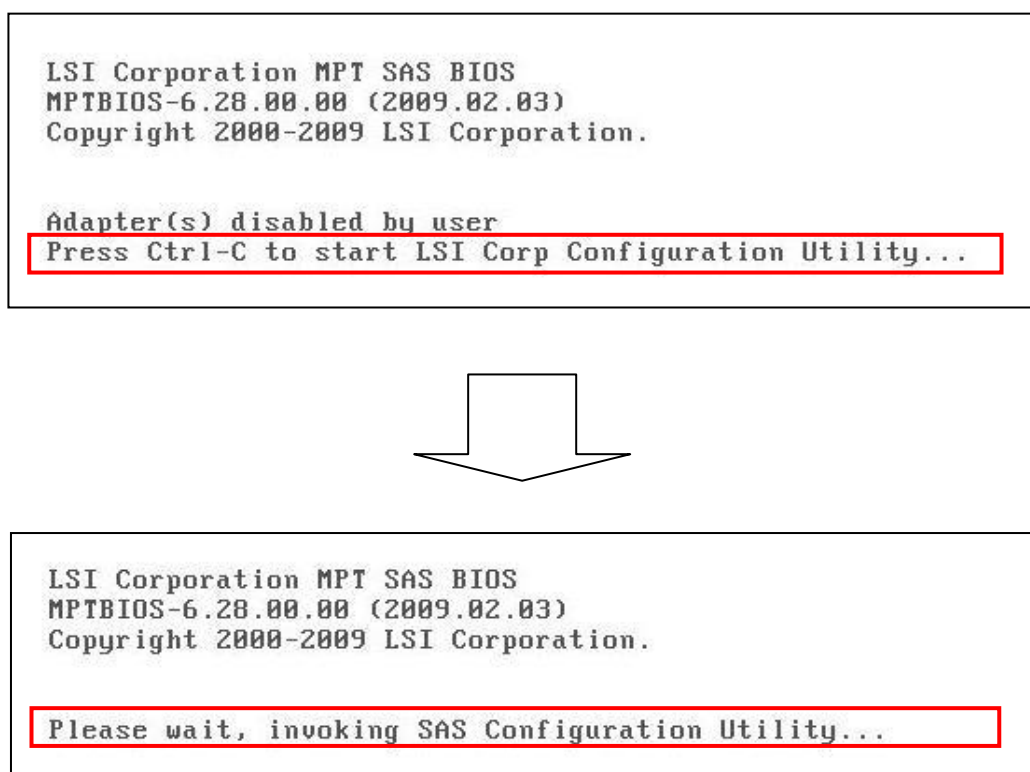 LSI Corporation MPT SAS BIOS
MPTBIOS-6.28.00.00 (2009.02.03)
Copyright 2000-2009 LSI Corporation.
Adapter(s) disabled by user
Press Ctrl-C to start LSI Corp Configuration Utility...
LSI Corporation MPT SAS BIOS
MPTBIOS-6.28.00.00 (2009.02.03)
Copyright 2000-2009 LSI Corporation.
Please wait, invoking SAS Configuration Utility...